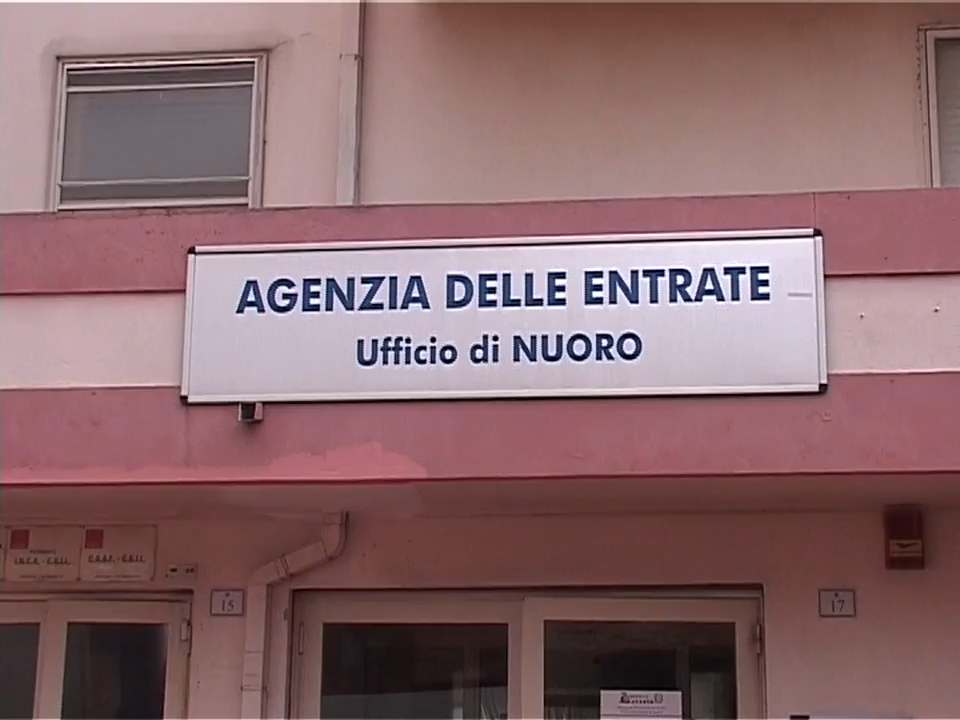 AGENZIA DELLE ENTRATE
Ufficio di NUORO
I.N.C.A. - C.G.I.L.
C.A.A.F. - C.G.I.L.
15
17